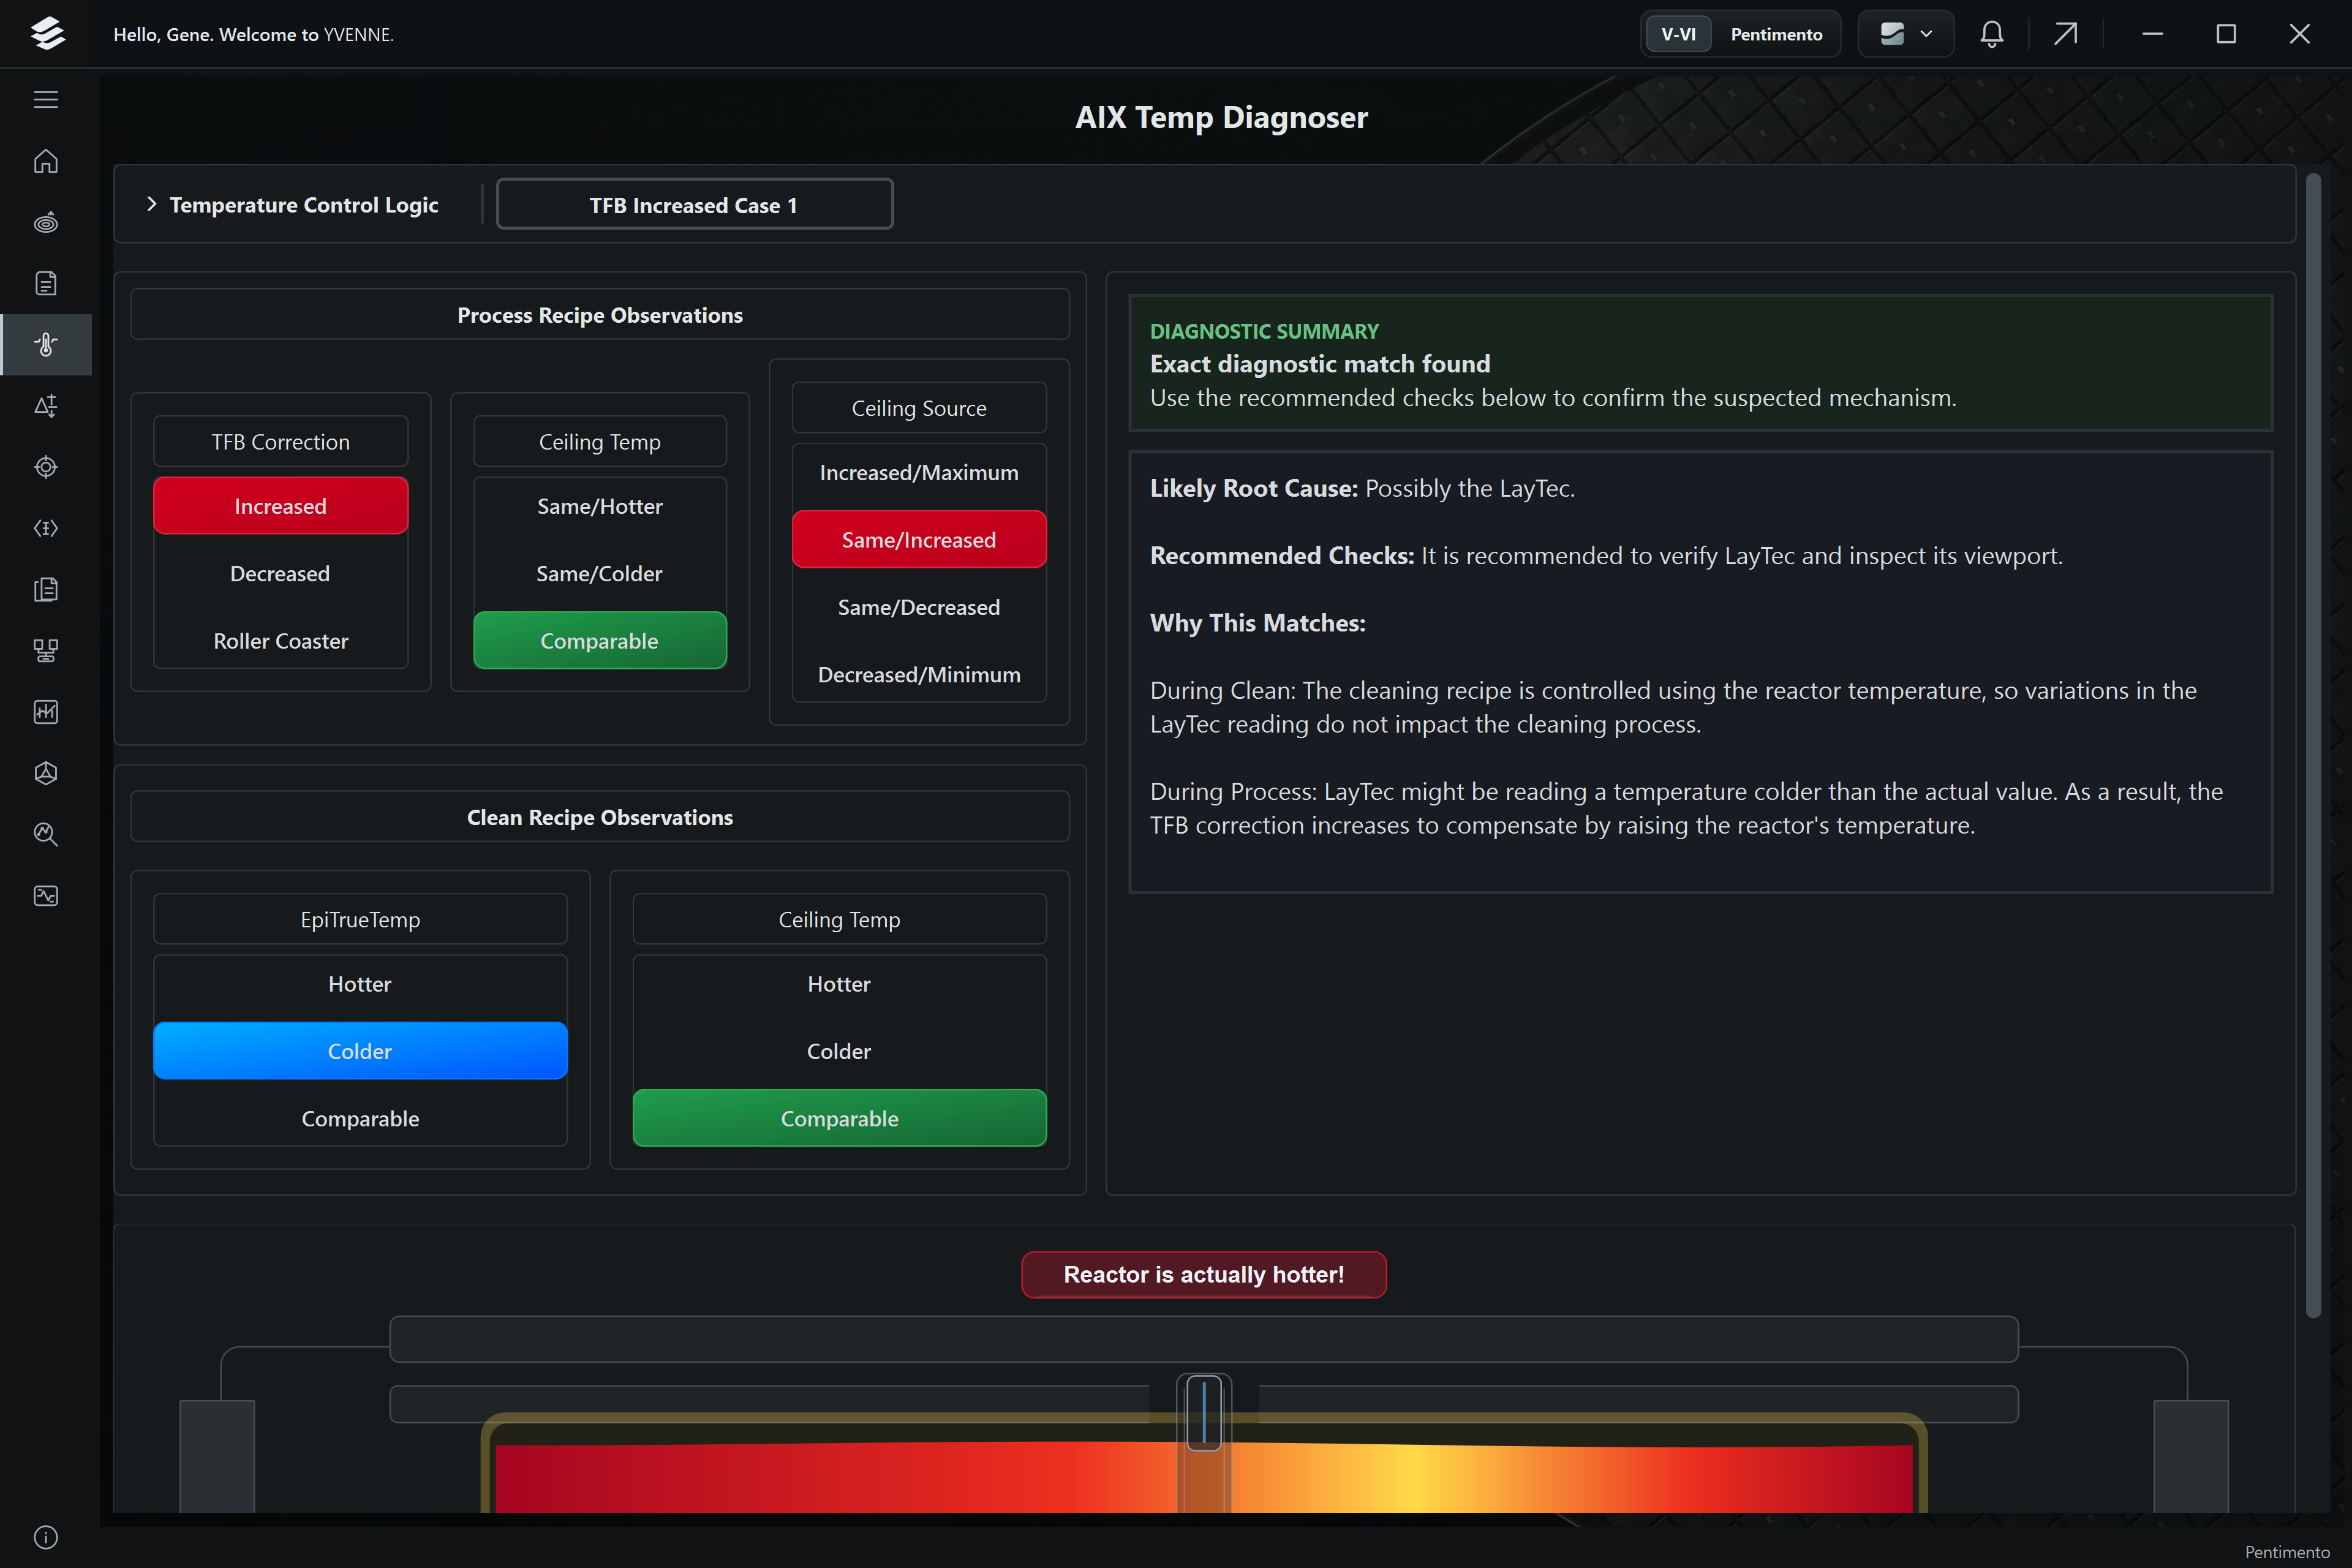 Hello, Gene. Welcome to YVENNE.
V-VI
Pentimento
AIX Temp Diagnoser
Temperature Control Logic
TFB Increased Case 1
Process Recipe Observations
TFB Correction
Increased
Decreased
Roller Coaster
Ceiling Temp
Same/Hotter
Same/Colder
Comparable
Ceiling Source
Increased/Maximum
Same/Increased
Same/Decreased
Decreased/Minimum
Clean Recipe Observations
EpiTrueTemp
Hotter
Colder
Comparable
Ceiling Temp
Hotter
Colder
Comparable
DIAGNOSTIC SUMMARY
Exact diagnostic match found
Use the recommended checks below to confirm the suspected mechanism.
Likely Root Cause: Possibly the LayTec.
Recommended Checks: It is recommended to verify LayTec and inspect its viewport.
Why This Matches:
During Clean: The cleaning recipe is controlled using the reactor temperature, so variations in the
LayTec reading do not impact the cleaning process.
During Process: LayTec might be reading a temperature colder than the actual value. As a result, the
TFB correction increases to compensate by raising the reactor's temperature.
Reactor is actually hotter!
Pentimento